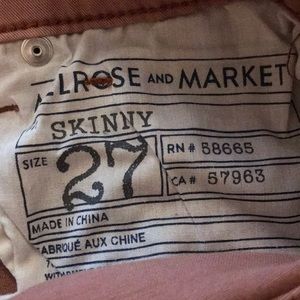 LROSE AND MARKET
SKINNY
SIZE 27
RN# 58665
CA# 57963
MADE IN CHINA
ABRIQUÉ AUX CHINE